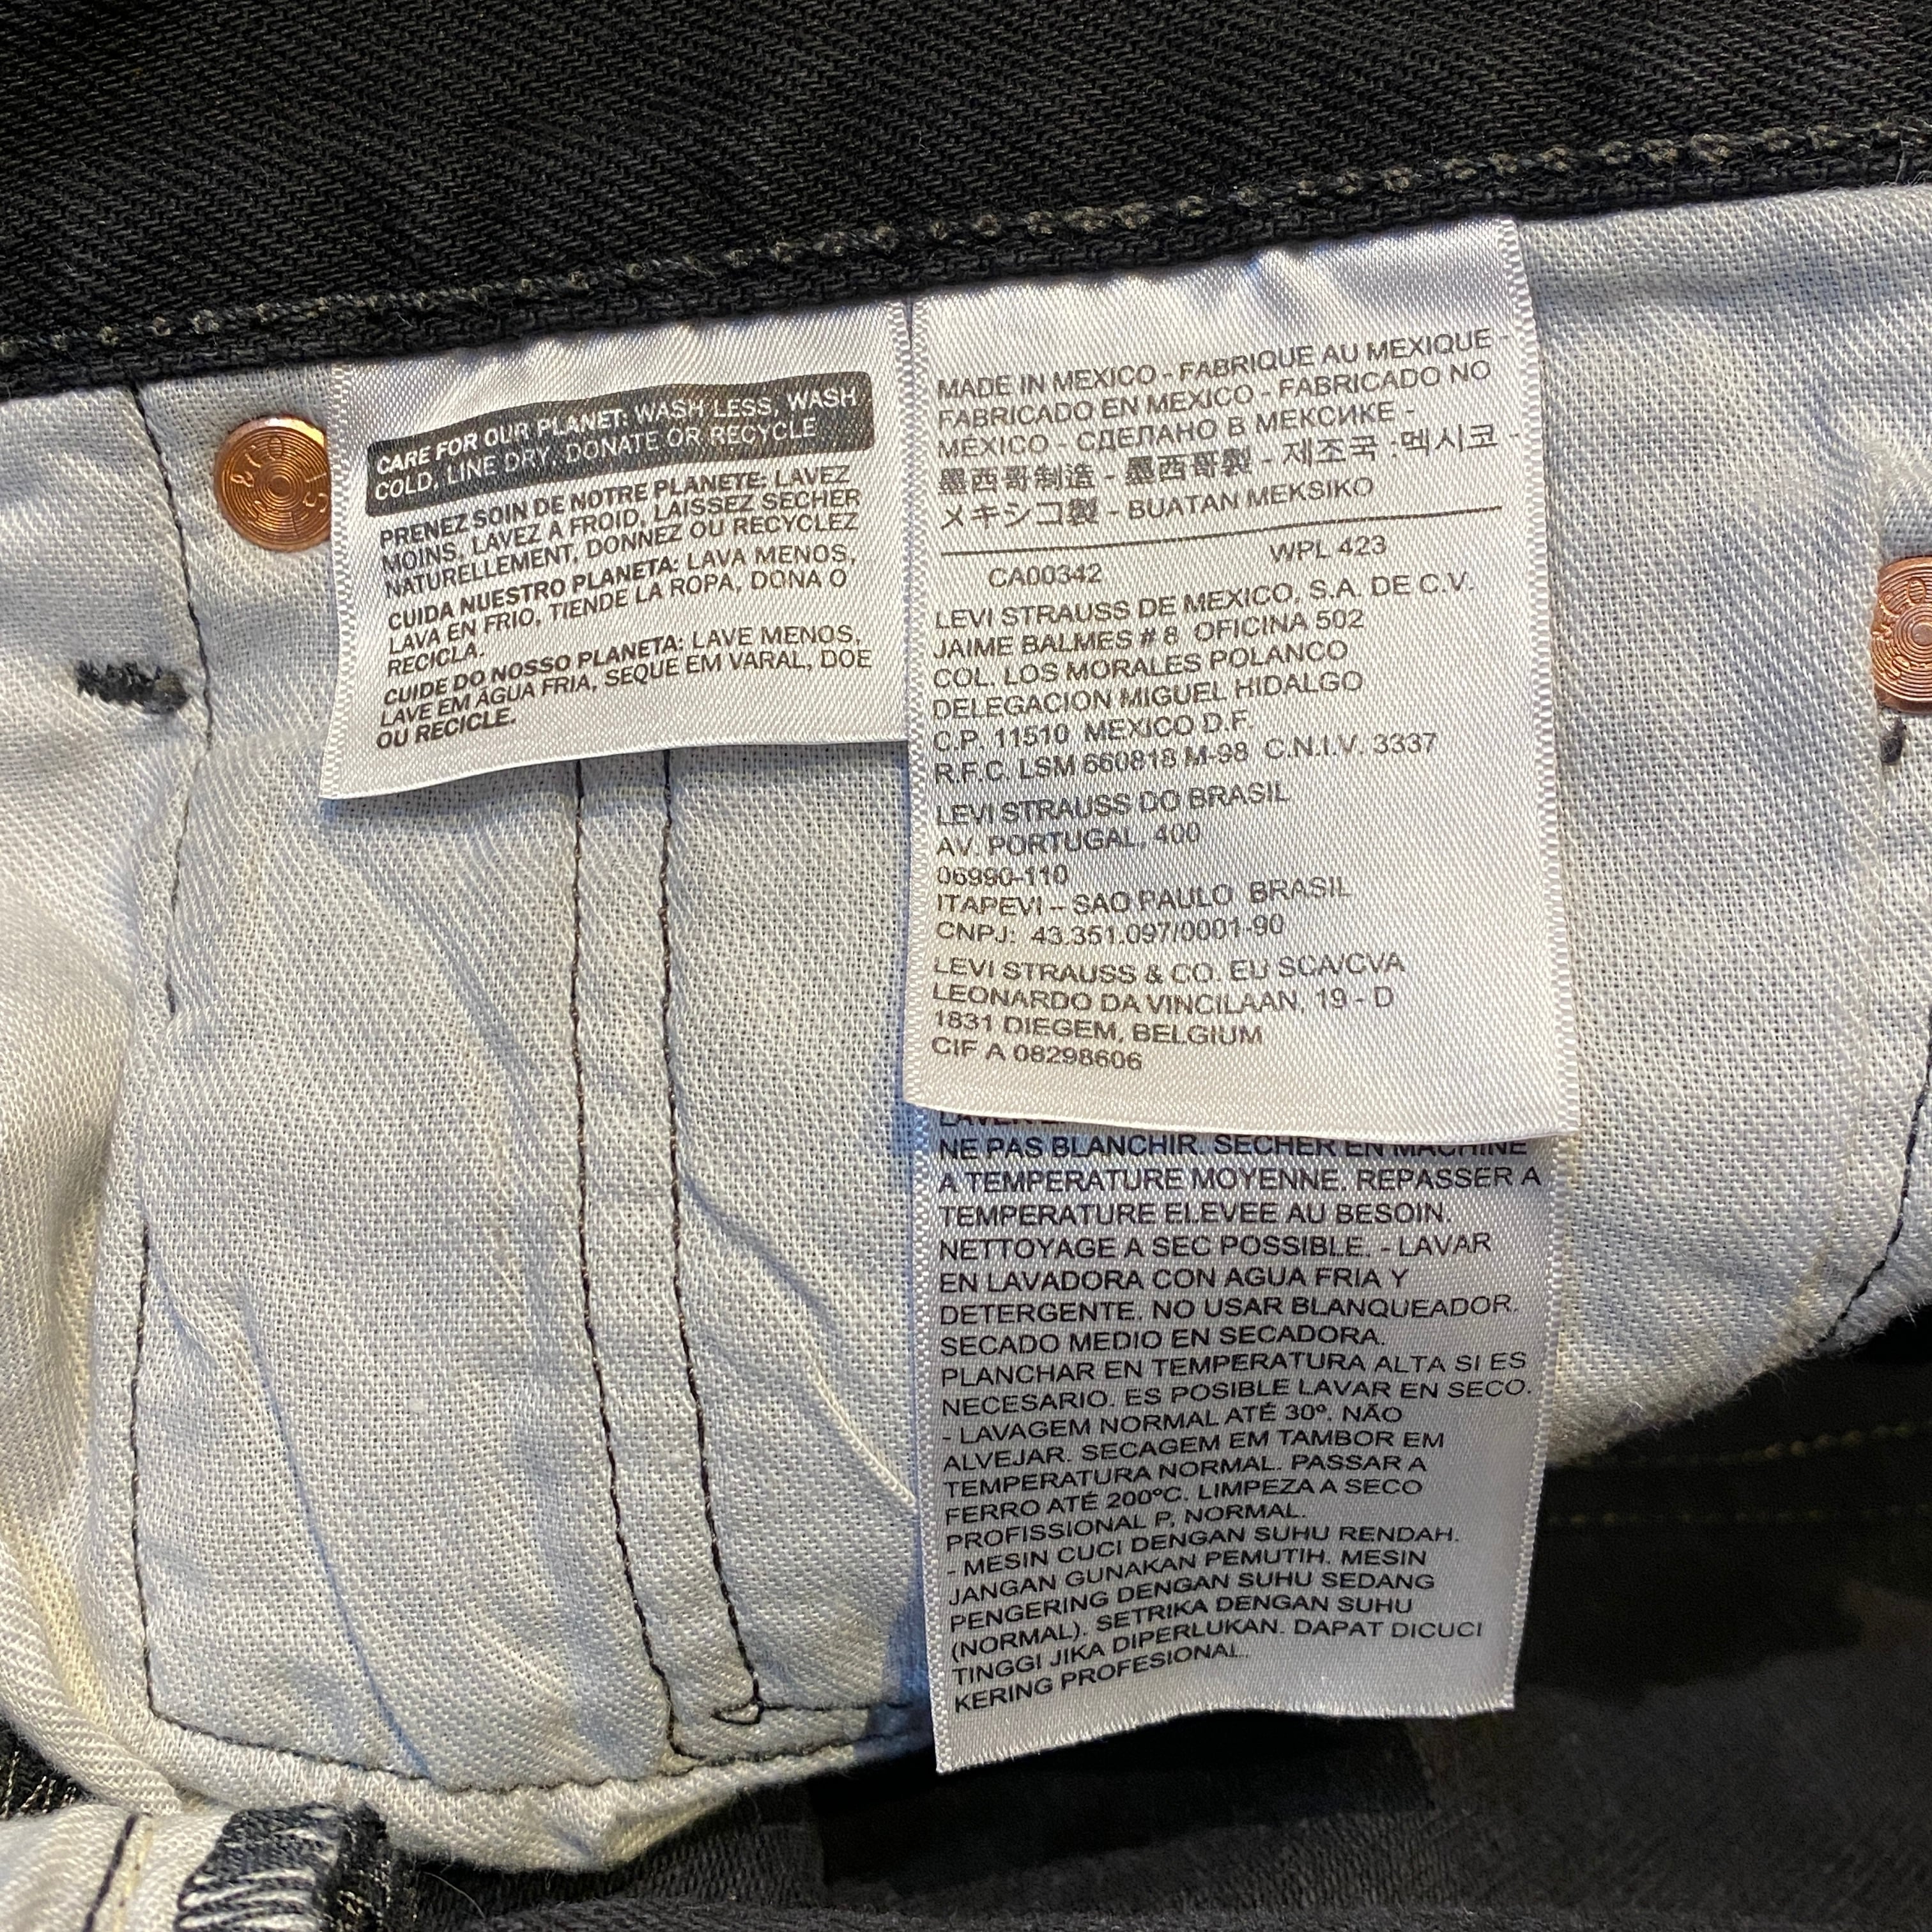 CARE FOR OUR PLANET: WASH LESS, WASH
COLD, LINE DRY, DONATE OR RECYCLE
PRENEZ SOIN DE NOTRE PLANETE: LAVEZ
MOINS, LAVEZ A FROID, LAISSEZ SECHER
NATURELLEMENT, DONNEZ OU RECYCLEZ
CUIDA NUESTRO PLANETA: LAVA MENOS,
LAVA EN FRIO, TIENDE LA ROPA, DONA O
RECICLA.
CUIDE DO NOSSO PLANETA: LAVE MENOS,
LAVE EM ÁGUA FRIA, SEQUE EM VARAL, DOE
OU RECICLE.
MADE IN MEXICO - FABRIQUE AU MEXIQUE -
FABRICADO EN MEXICO - FABRICADO NO
MÉXICO - СДЕЛАНО В МЕКСИКЕ -
墨西哥制造 - 墨西哥製 - 제조국 :멕시코 -
メキシコ製 - BUATAN MEKSIKO
CA00342 WPL 423
LEVI STRAUSS DE MEXICO, S.A. DE C.V.
JAIME BALMES # 8 OFICINA 502
COL. LOS MORALES POLANCO
DELEGACION MIGUEL HIDALGO
C.P. 11510 MEXICO D.F.
R.F.C. LSM 660818 M-98 C.N.I.V. 3337
LEVI STRAUSS DO BRASIL
AV. PORTUGAL, 400
06990-110
ITAPEVI – SAO PAULO BRASIL
CNPJ: 43.351.097/0001-90
LEVI STRAUSS & CO. EU SCA/CVA
LEONARDO DA VINCILAAN, 19 - D
1831 DIEGEM, BELGIUM
CIF A 08298606
NE PAS BLANCHIR. SECHER EN MACHINE
A TEMPERATURE MOYENNE. REPASSER A
TEMPERATURE ELEVEE AU BESOIN.
NETTOYAGE A SEC POSSIBLE. - LAVAR
EN LAVADORA CON AGUA FRIA Y
DETERGENTE. NO USAR BLANQUEADOR.
SECADO MEDIO EN SECADORA.
PLANCHAR EN TEMPERATURA ALTA SI ES
NECESARIO. ES POSIBLE LAVAR EN SECO.
- LAVAGEM NORMAL ATÉ 30º. NÃO
ALVEJAR. SECAGEM EM TAMBOR EM
TEMPERATURA NORMAL. PASSAR A
FERRO ATÉ 200ºC. LIMPEZA A SECO
PROFISSIONAL P, NORMAL.
- MESIN CUCI DENGAN SUHU RENDAH.
JANGAN GUNAKAN PEMUTIH. MESIN
PENGERING DENGAN SUHU SEDANG
(NORMAL). SETRIKA DENGAN SUHU
TINGGI JIKA DIPERLUKAN. DAPAT DICUCI
KERING PROFESIONAL.